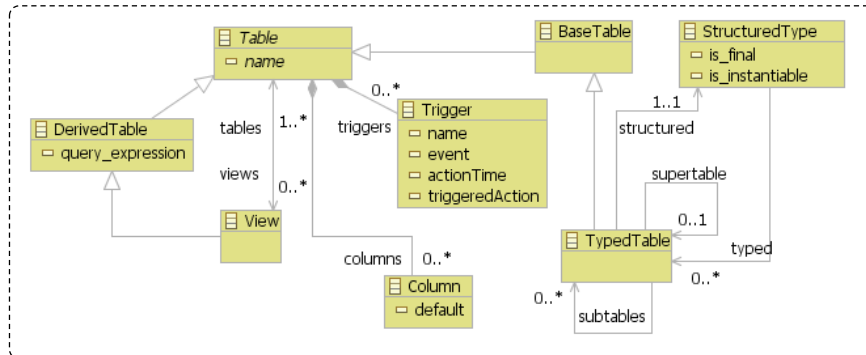 Table
name
BaseTable
StructuredType
is_final
is_instantiable
0..*
1..1
structured
tables
1..*
triggers
Trigger
name
event
actionTime
triggeredAction
DerivedTable
query_expression
views
0..*
supertable
0..1
View
TypedTable
typed
0..*
columns
0..*
Column
default
0..*
subtables